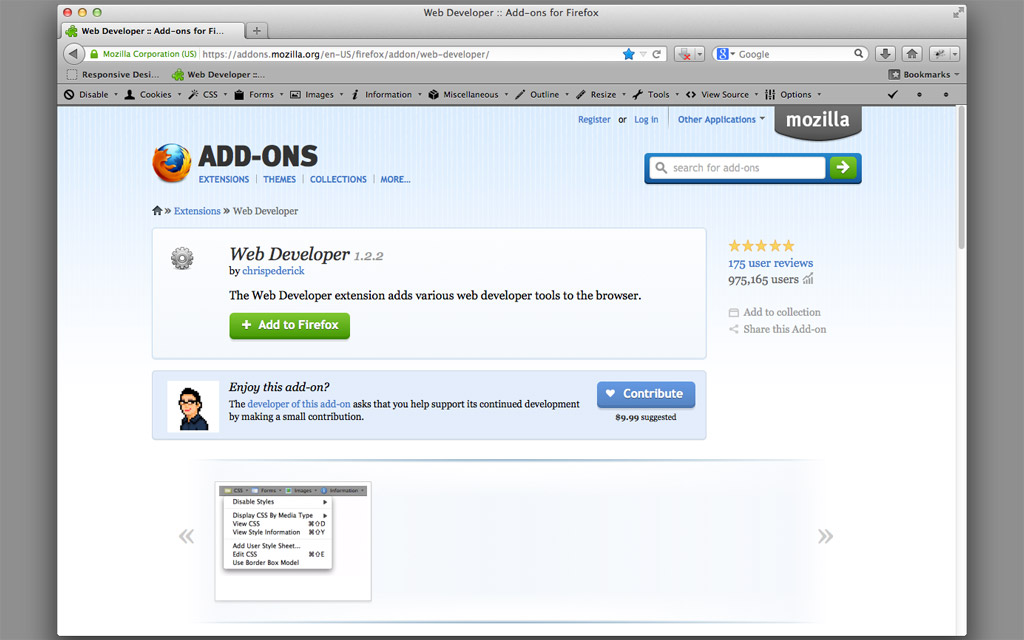 Web Developer :: Add-ons for Firefox
Web Developer :: Add-ons for Fi...
Mozilla Corporation (US) https://addons.mozilla.org/en-US/firefox/addon/web-developer/ Google
Responsive Desi... Web Developer ::... Bookmarks
Disable Cookies CSS Forms Images Information Miscellaneous Outline Resize Tools View Source Options
Register or Log in Other Applications mozilla
ADD-ONS
EXTENSIONS THEMES COLLECTIONS MORE...
search for add-ons
» Extensions » Web Developer
Web Developer 1.2.2
by chrispederick
The Web Developer extension adds various web developer tools to the browser.
+ Add to Firefox
175 user reviews
975,165 users
Add to collection
Share this Add-on
Enjoy this add-on?
The developer of this add-on asks that you help support its continued development
by making a small contribution.
Contribute
$9.99 suggested
CSS Forms Images Information
Disable Styles
Display CSS By Media Type
View CSS ⌘⇧D
View Style Information ⌘⇧Y
Add User Style Sheet...
Edit CSS ⌘⇧E
Use Border Box Model
« »